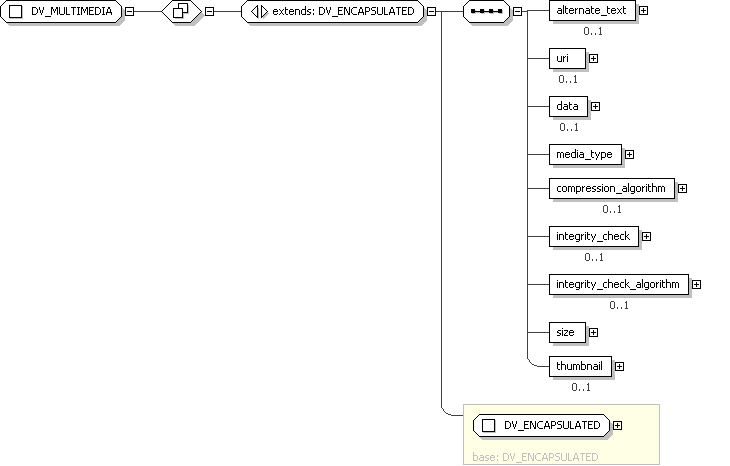 DV_MULTIMEDIA
extends: DV_ENCAPSULATED
alternate_text
0..1
uri
0..1
data
0..1
media_type
compression_algorithm
0..1
integrity_check
0..1
integrity_check_algorithm
0..1
size
thumbnail
0..1
DV_ENCAPSULATED
base: DV_ENCAPSULATED